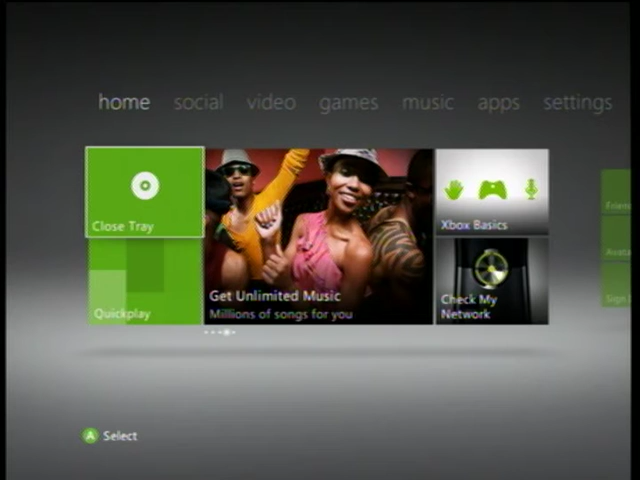 home social video games music apps settings
Close Tray
Quickplay
Get Unlimited Music
Millions of songs for you
Xbox Basics
Check My
Network
Sign
A Select